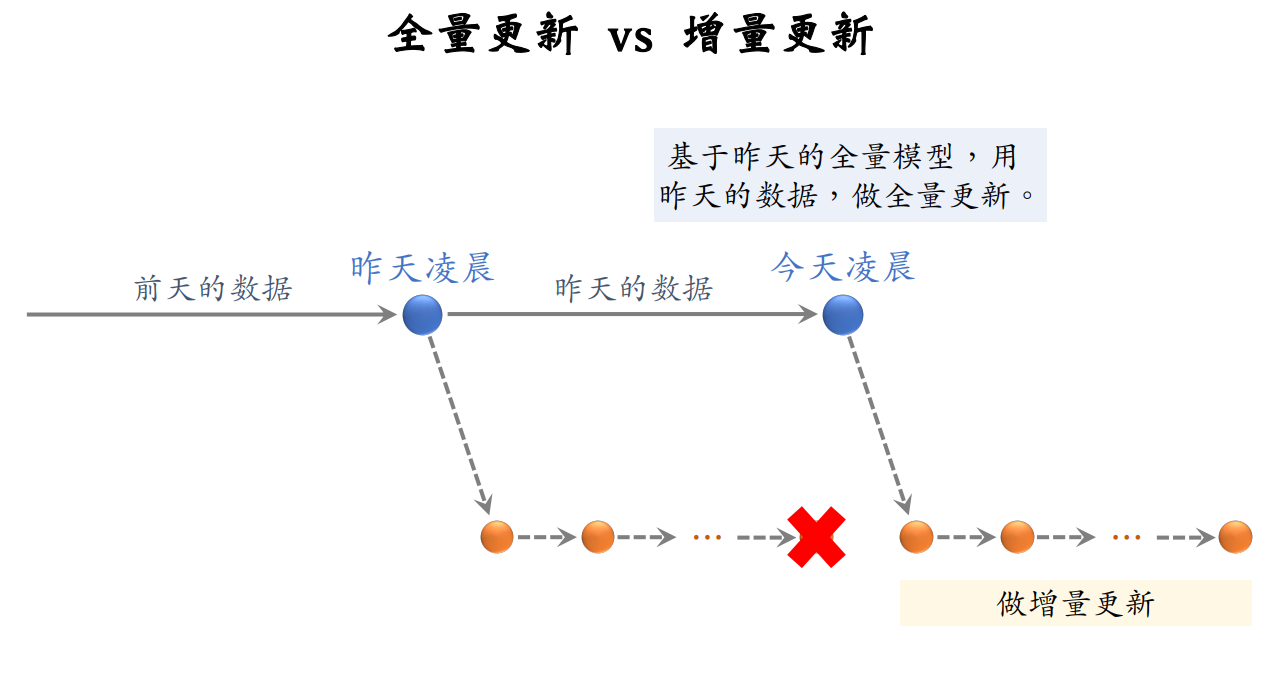 全量更新 vs 增量更新
基于昨天的全量模型，用
昨天的数据，做全量更新。
前天的数据
昨天凌晨
昨天的数据
今天凌晨
...
...
做增量更新